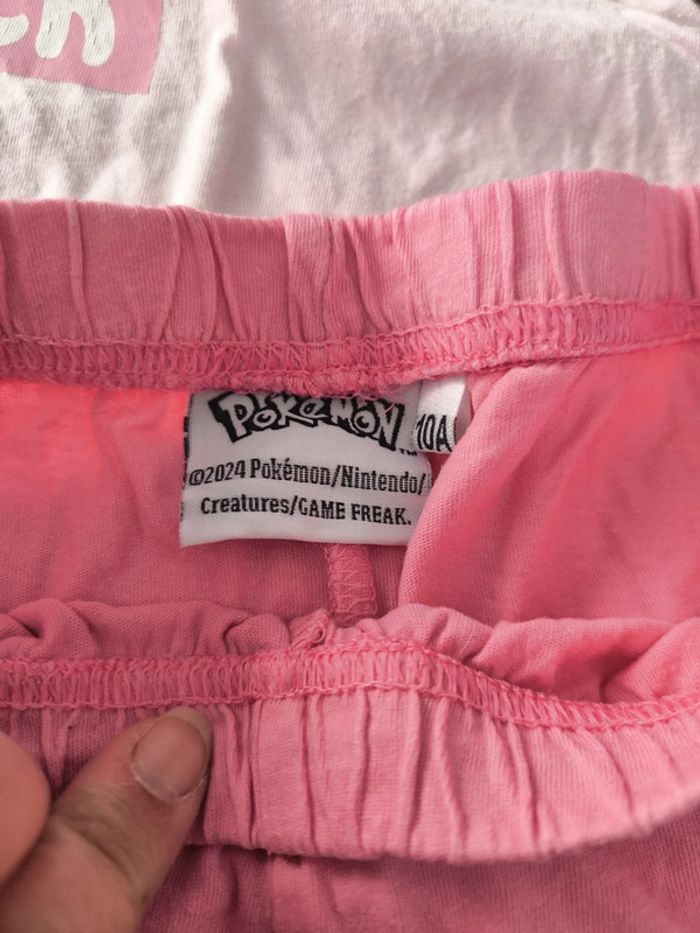 POKéMON
10A
©2024 Pokémon/Nintendo/
Creatures/GAME FREAK.